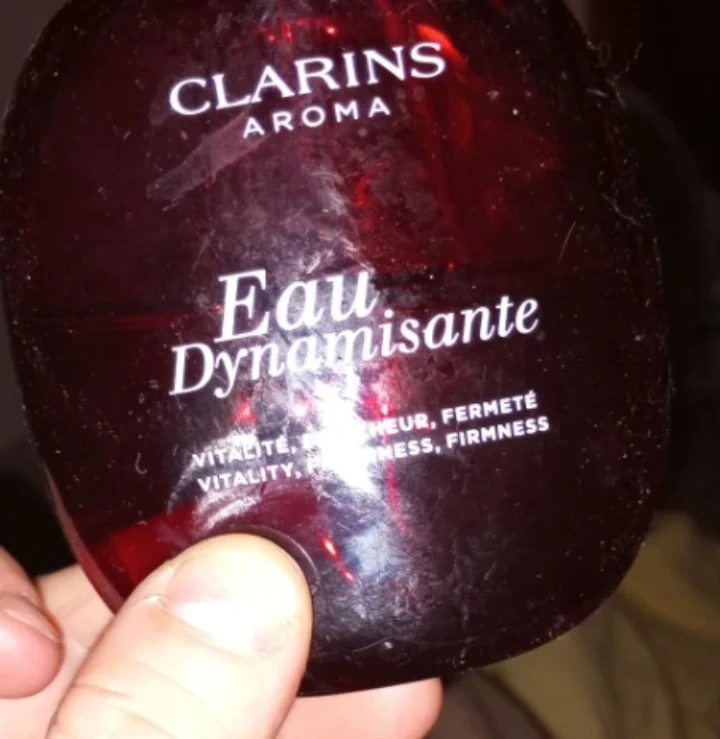 CLARINS
AROMA
Eau
Dynamisante
VITALITÉ, FERMETÉ
VITALITY, FIRMNESS